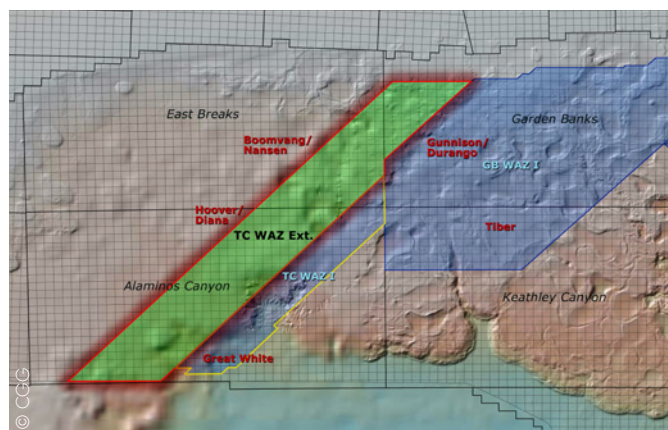 East Breaks
Boomvang/
Nansen
Gunnison/
Durango
Garden Banks
GB WAZ I
Hoover/
Diana
TC WAZ Ext.
Tiber
TC WAZ I
Alaminos Canyon
Keathley Canyon
Great White
© CGG